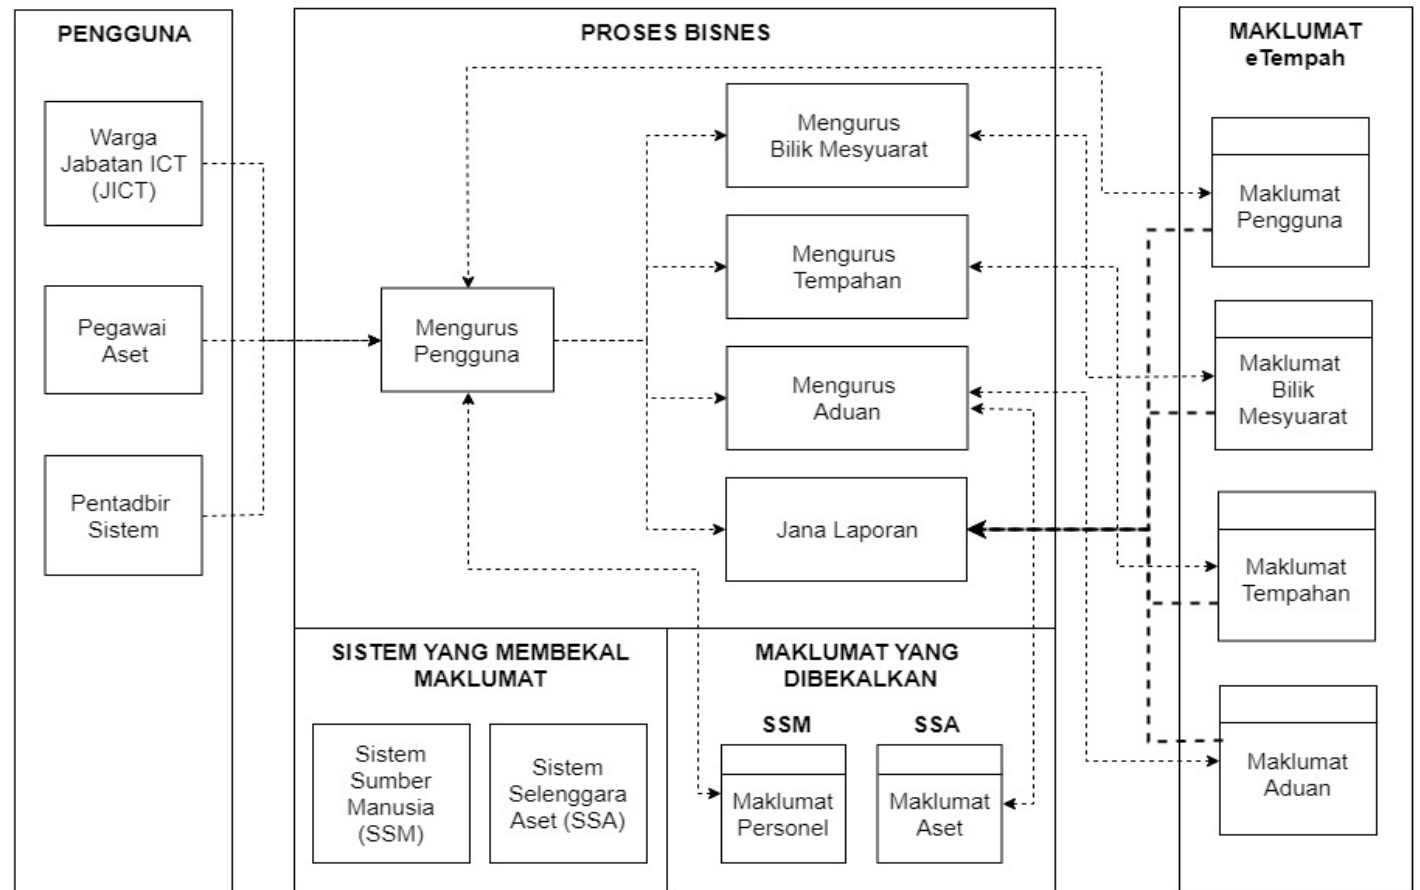 PENGGUNA
Warga
Jabatan ICT
(JICT)
Pegawai
Aset
Pentadbir
Sistem
PROSES BISNES
Mengurus
Pengguna
Mengurus
Bilik Mesyuarat
Mengurus
Tempahan
Mengurus
Aduan
Jana Laporan
SISTEM YANG MEMBEKAL
MAKLUMAT
Sistem
Sumber
Manusia
(SSM)
Sistem
Selenggara
Aset (SSA)
MAKLUMAT YANG
DIBEKALKAN
SSM
Maklumat
Personel
SSA
Maklumat
Aset
MAKLUMAT
eTempah
Maklumat
Pengguna
Maklumat
Bilik
Mesyuarat
Maklumat
Tempahan
Maklumat
Aduan